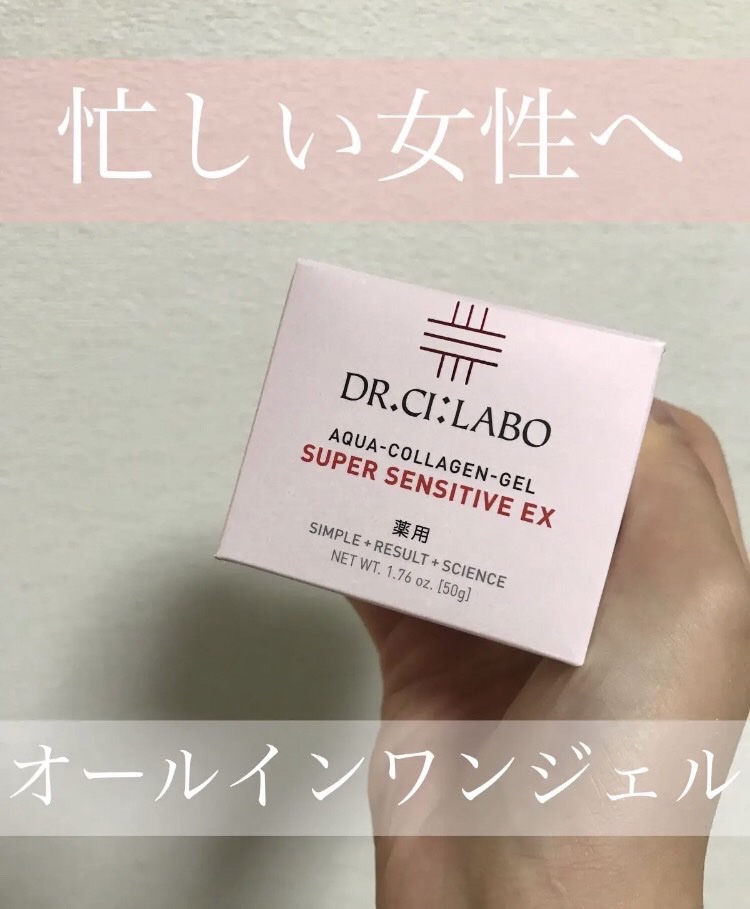 忙しい女性へ
DR.CI:LABO
AQUA-COLLAGEN-GEL
SUPER SENSITIVE EX
薬用
SIMPLE+RESULT+SCIENCE
NET WT. 1.76 oz. [50g]
オールインワンジェル